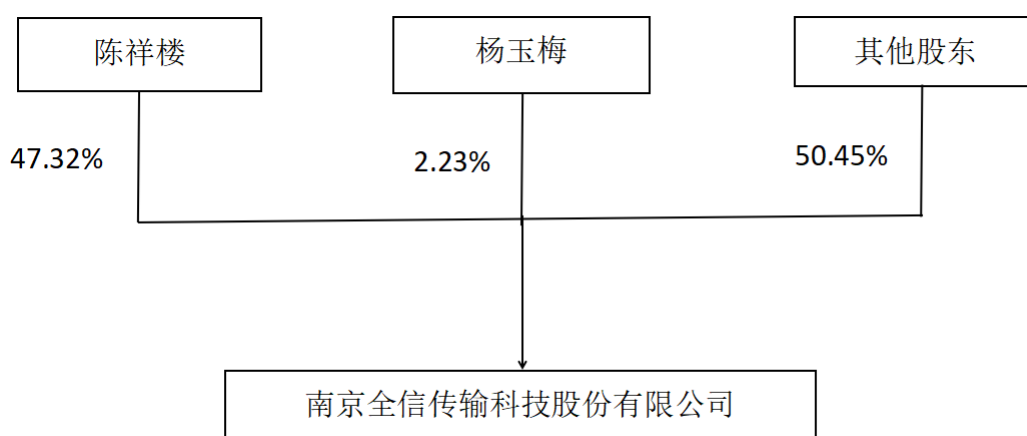 陈祥楼
杨玉梅
其他股东
47.32%
2.23%
50.45%
南京全信传输科技股份有限公司